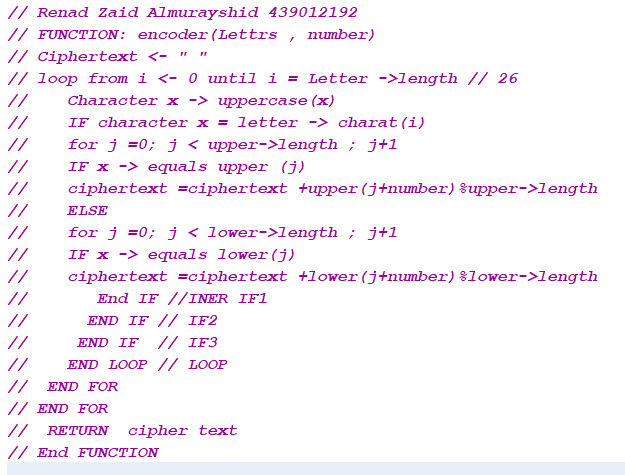 // Renad Zaid Almurayshid 439012192
// FUNCTION: encoder(Lettrs , number)
// Ciphertext <- " "
// loop from i <- 0 until i = Letter ->length // 26
//    Character x -> uppercase(x)
//    IF character x = letter -> charat(i)
//    for j =0; j < upper->length ; j+1
//    IF x -> equals upper (j)
//    ciphertext =ciphertext +upper(j+number)%upper->length
//    ELSE
//    for j =0; j < lower->length ; j+1
//    IF x -> equals lower(j)
//    ciphertext =ciphertext +lower(j+number)%lower->length
//       End IF //INER IF1
//      END IF // IF2
//     END IF  // IF3
//    END LOOP // LOOP
//  END FOR
// END FOR
//  RETURN  cipher text
// End FUNCTION